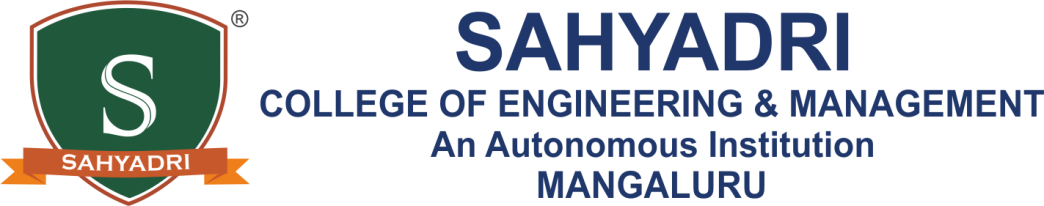 S
SAHYADRI
®
SAHYADRI
COLLEGE OF ENGINEERING & MANAGEMENT
An Autonomous Institution
MANGALURU